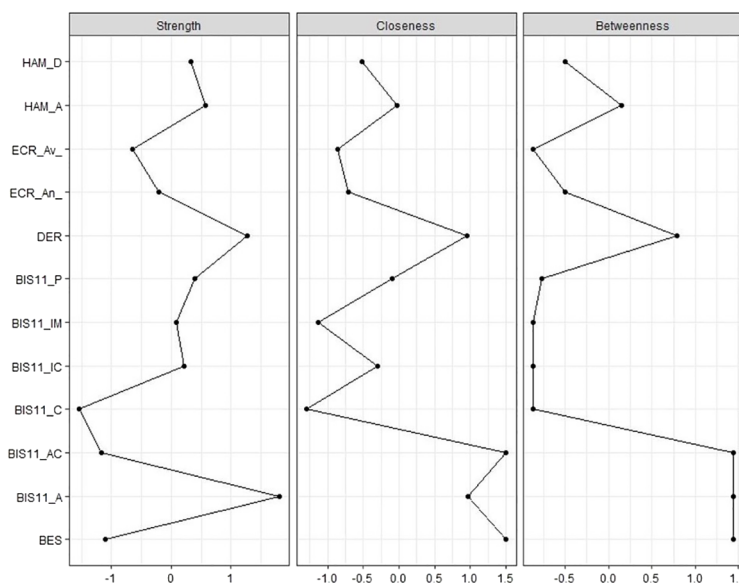 Strength Closeness Betweenness
HAM_D
HAM_A
ECR_Av_
ECR_An_
DER
BIS11_P
BIS11_IM
BIS11_IC
BIS11_C
BIS11_AC
BIS11_A
BES
-1 0 1 -1.0 -0.5 0.0 0.5 1.0 1.5 -0.5 0.0 0.5 1.0 1.5